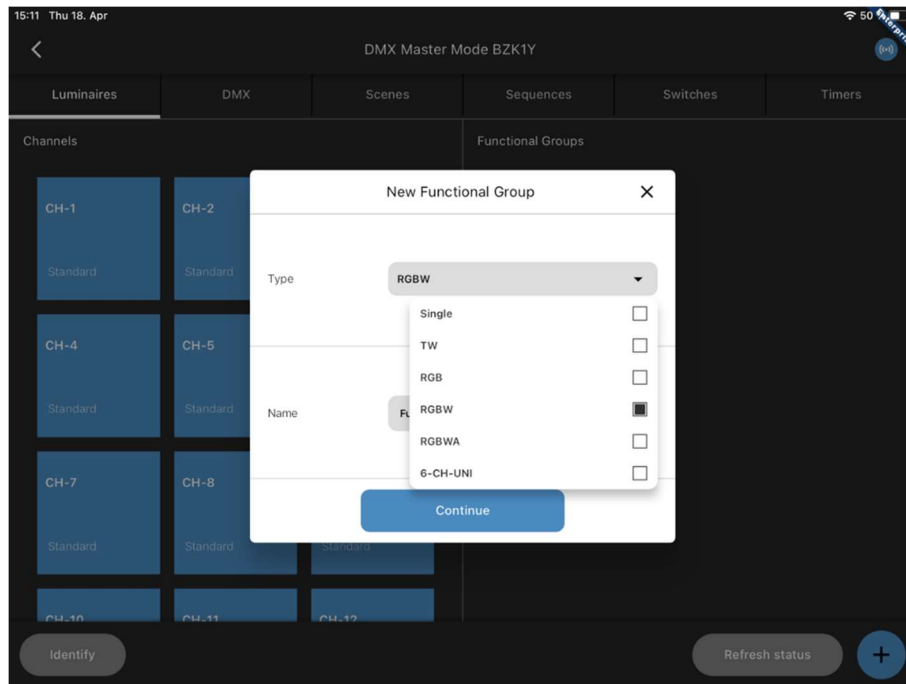 15:11 Thu 18. Apr
50
DMX Master Mode BZK1Y
Luminaires DMX Scenes Sequences Switches Timers
Channels Functional Groups
New Functional Group
CH-1 CH-2
Standard Standard
Type RGBW
Single
TW
CH-4 CH-5
RGB
Standard Standard
Name
RGBW
RGBWA
6-CH-UNI
CH-7 CH-8
Continue
Standard Standard Standard
CH-10 CH-11 CH-12
Identify Refresh status